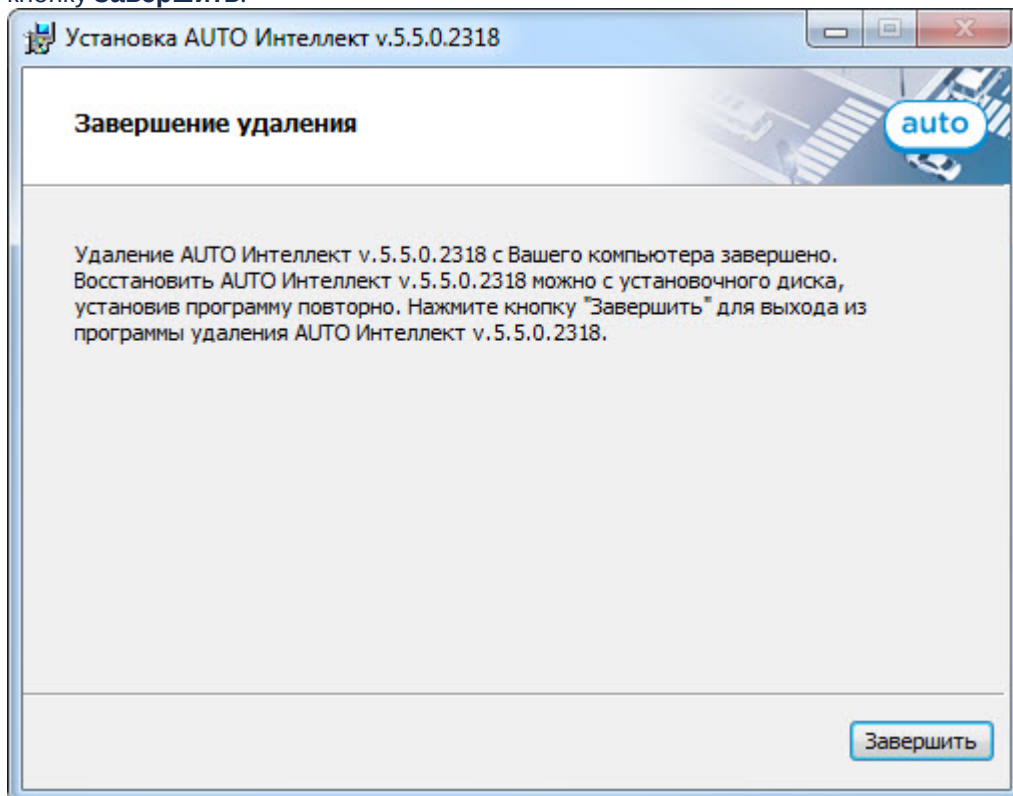 кнопку Завершить.
Установка AUTO Интеллект v.5.5.0.2318
Завершение удаления
auto
Удаление AUTO Интеллект v.5.5.0.2318 с Вашего компьютера завершено.
Восстановить AUTO Интеллект v.5.5.0.2318 можно с установочного диска,
установив программу повторно. Нажмите кнопку "Завершить" для выхода из
программы удаления AUTO Интеллект v.5.5.0.2318.
Завершить